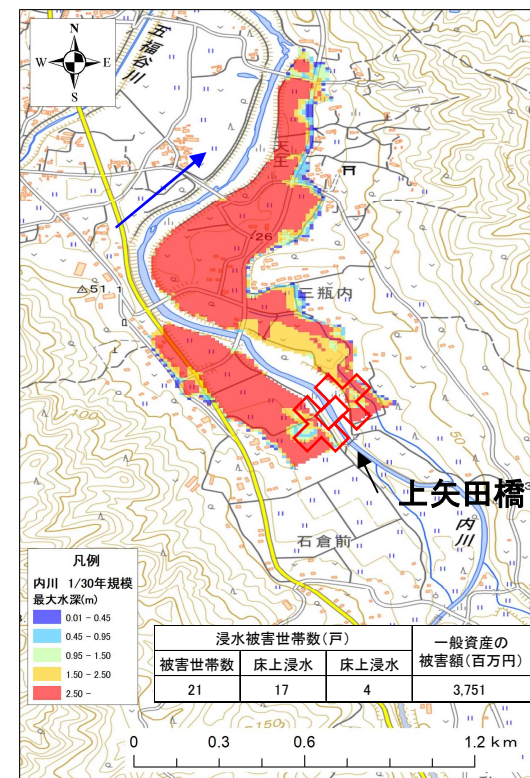 N
W E
S
五福谷川
天王
26
三瓶内
51.1
100
50
上矢田橋
内川
石倉前
凡例
内川 1/30年規模
最大水深(m)
0.01 - 0.45
0.45 - 0.95
0.95 - 1.50
1.50 - 2.50
2.50 -
浸水被害世帯数(戸) 一般資産の
被害額(百万円)
被害世帯数 床上浸水 床上浸水
21 17 4 3,751
150
0 0.3 0.6 1.2 km